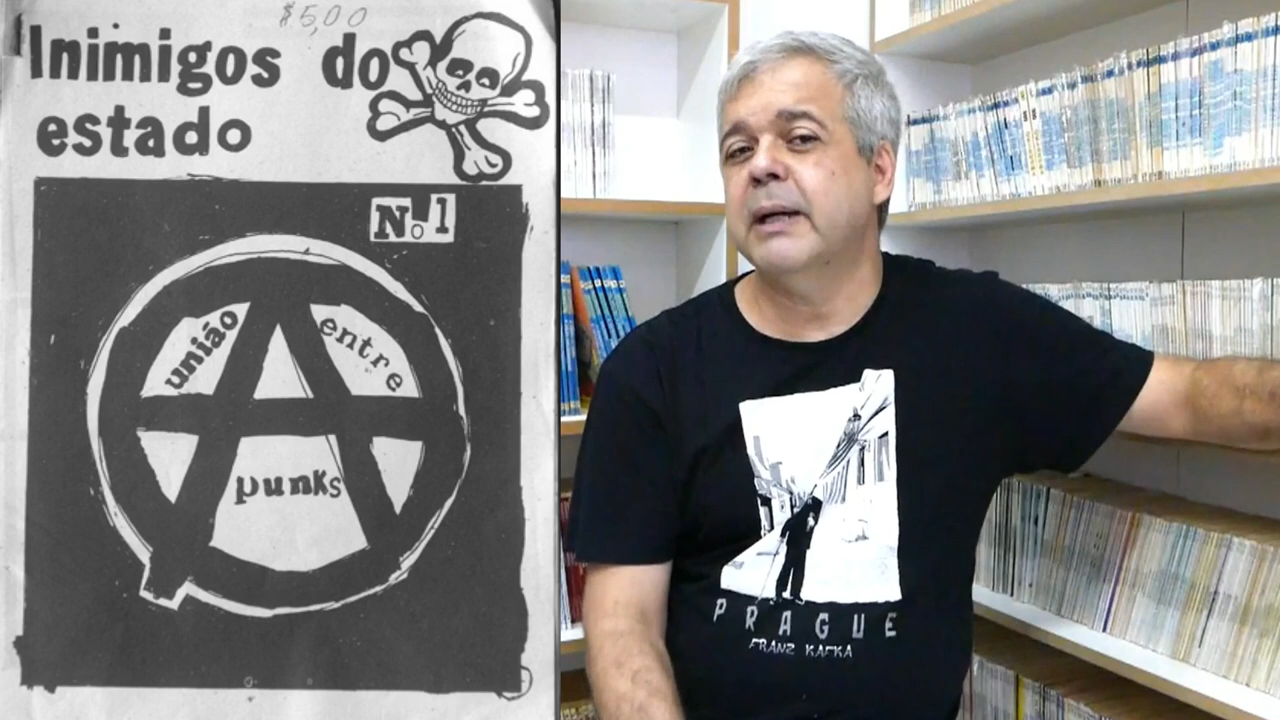 $5,00
Inimigos do
estado
No.1
união entre
punks
PRAGUE
FRANZ KAFKA